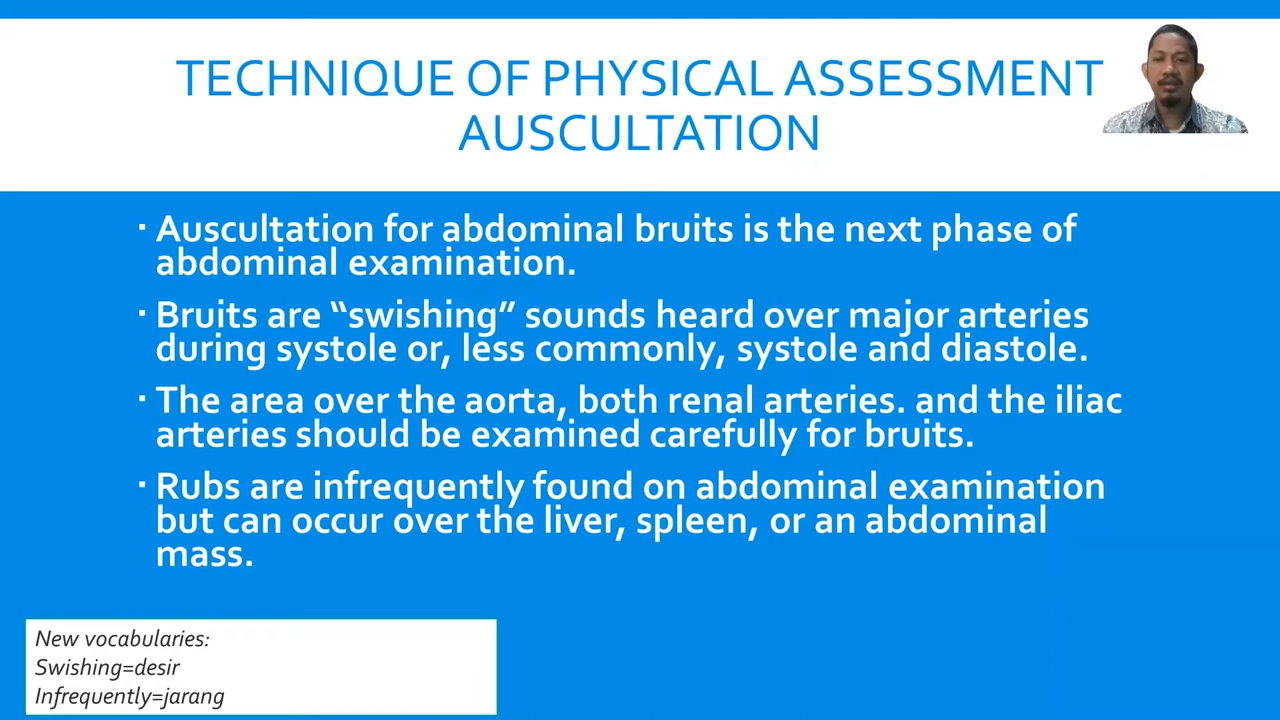 TECHNIQUE OF PHYSICAL ASSESSMENT
AUSCULTATION
▪ Auscultation for abdominal bruits is the next phase of
abdominal examination.
▪ Bruits are “swishing” sounds heard over major arteries
during systole or, less commonly, systole and diastole.
▪ The area over the aorta, both renal arteries. and the iliac
arteries should be examined carefully for bruits.
▪ Rubs are infrequently found on abdominal examination
but can occur over the liver, spleen, or an abdominal
mass.
New vocabularies:
Swishing=desir
Infrequently=jarang